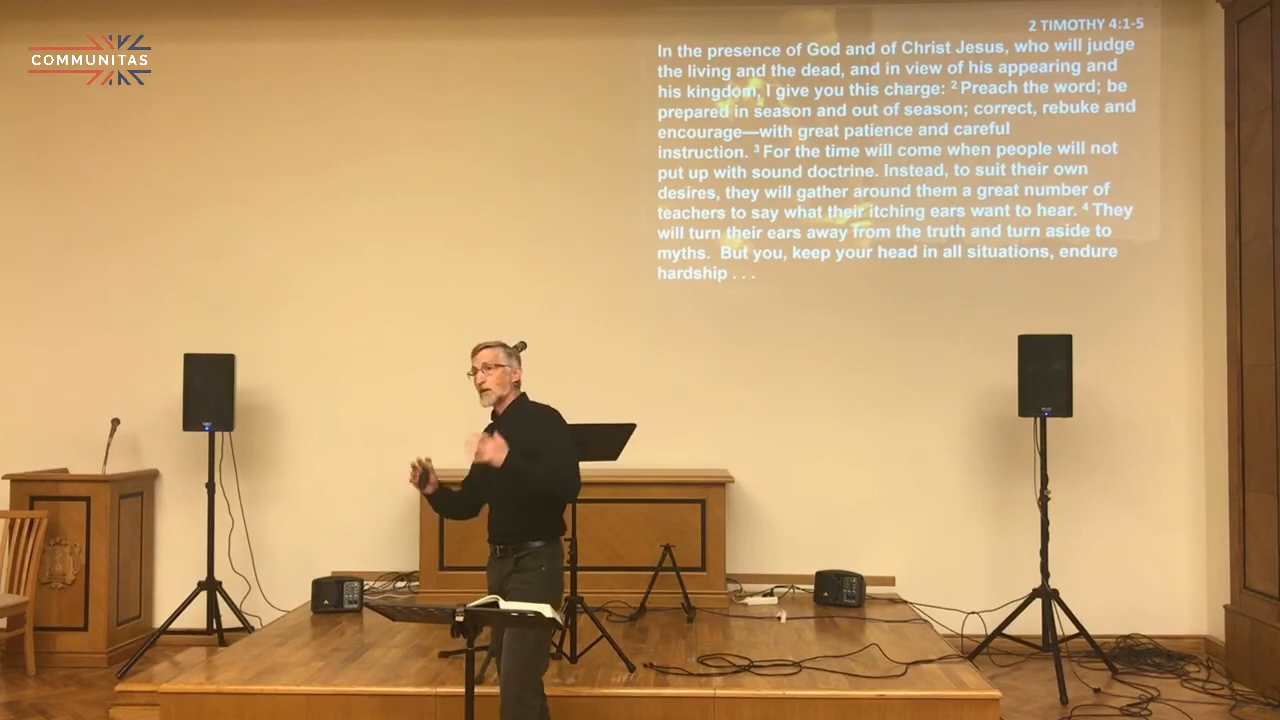 COMMUNITAS
2 TIMOTHY 4:1-5
In the presence of God and of Christ Jesus, who will judge
the living and the dead, and in view of his appearing and
his kingdom, I give you this charge: ² Preach the word; be
prepared in season and out of season; correct, rebuke and
encourage—with great patience and careful
instruction. ³ For the time will come when people will not
put up with sound doctrine. Instead, to suit their own
desires, they will gather around them a great number of
teachers to say what their itching ears want to hear. ⁴ They
will turn their ears away from the truth and turn aside to
myths. But you, keep your head in all situations, endure
hardship . . .